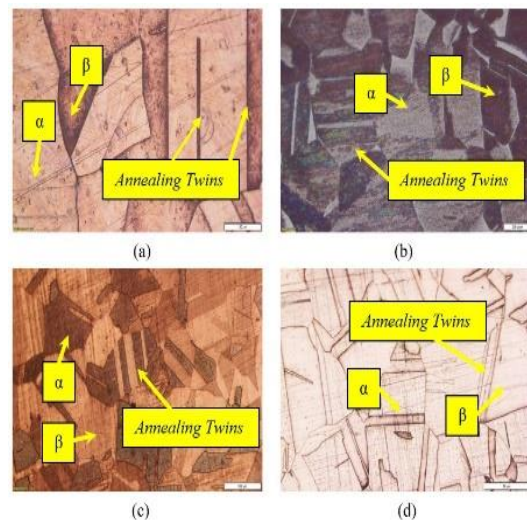 β
α
Annealing Twins
(a)
β
α
Annealing Twins
(b)
α
β
Annealing Twins
(c)
Annealing Twins
α
β
(d)